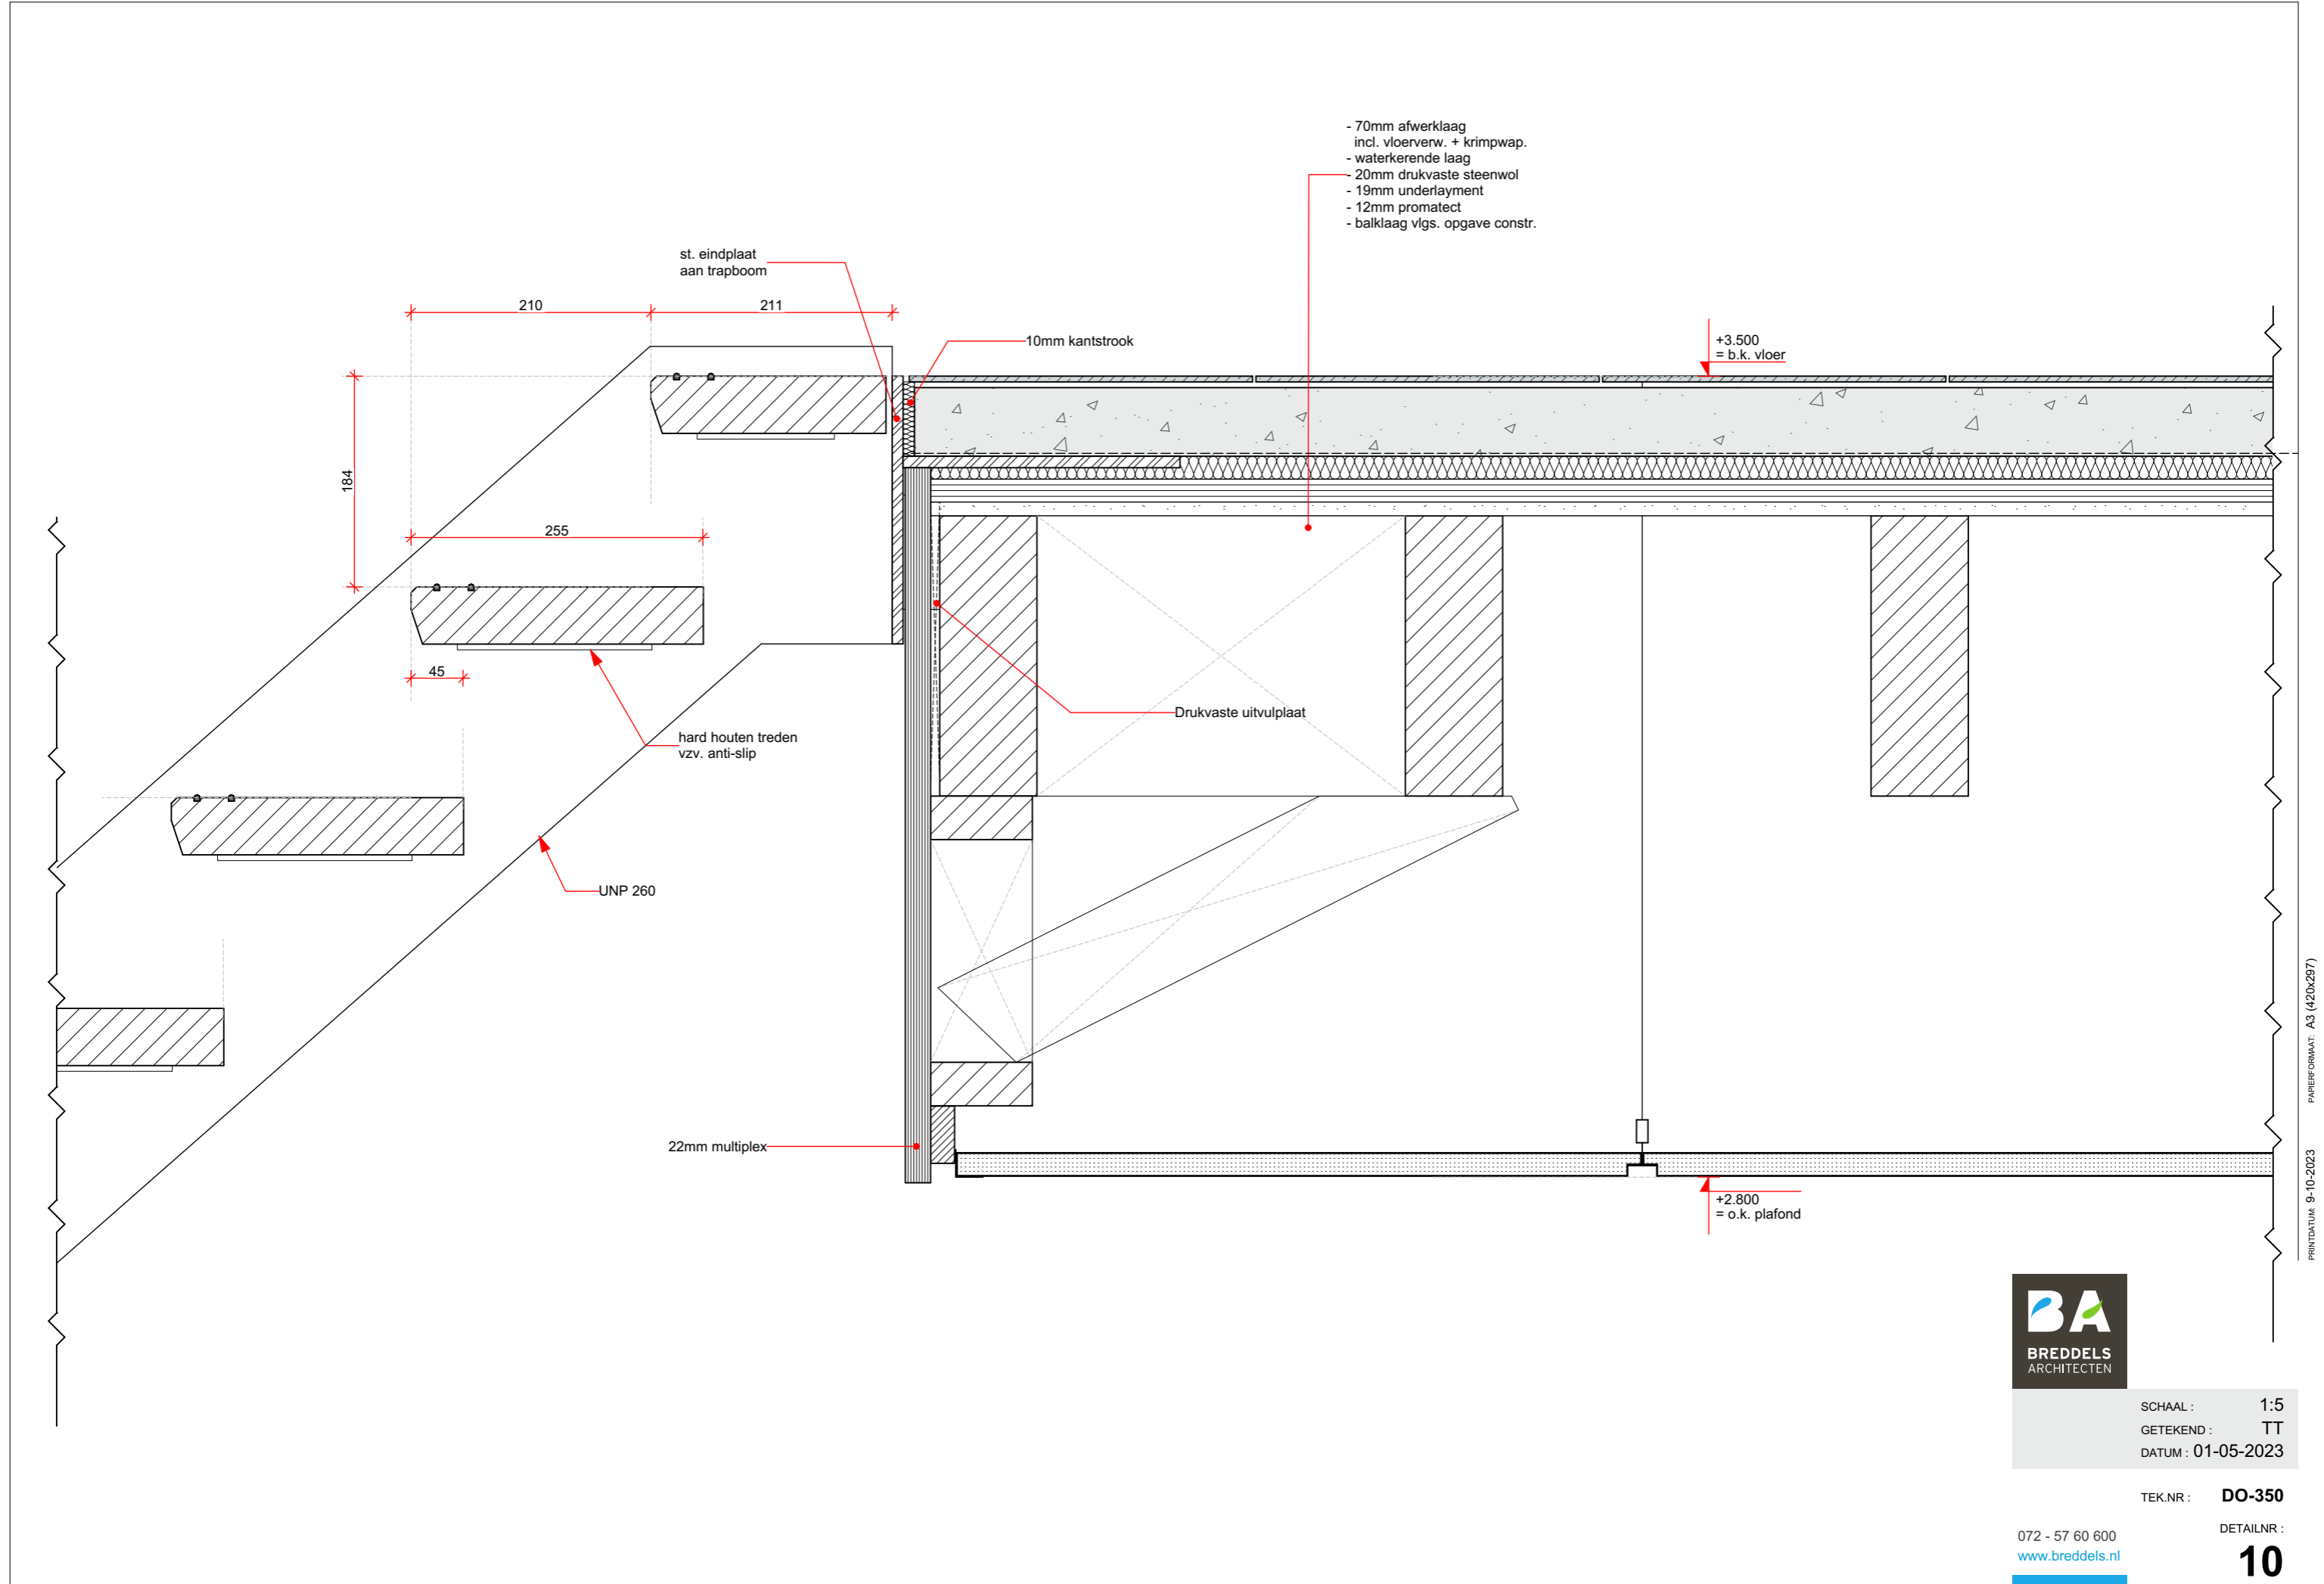 - 70mm afwerklaag
incl. vloerverw. + krimpwap.
- waterkerende laag
- 20mm drukvaste steenwol
- 19mm underlayment
- 12mm promatect
- balklaag vlgs. opgave constr.
st. eindplaat
aan trapboom
210
211
10mm kantstrook
+3.500
= b.k. vloer
184
255
45
Drukvaste uitvulplaat
hard houten treden
vzv. anti-slip
UNP 260
22mm multiplex
+2.800
= o.k. plafond
PRINTDATUM: 9-10-2023 PAPIERFORMAAT: A3 (420x297)
BA
BREDDELS
ARCHITECTEN
SCHAAL : 1:5
GETEKEND : TT
DATUM : 01-05-2023
TEK.NR : DO-350
DETAILNR :
10
072 - 57 60 600
www.breddels.nl